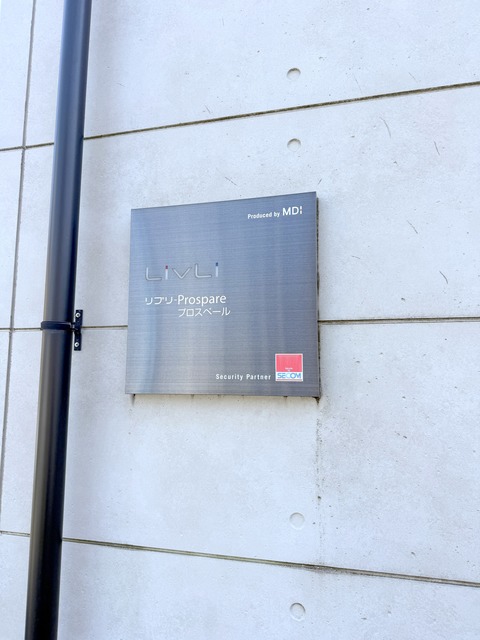 Produced by MDI
LivLi
リブリ･Prospare
プロスペール
Security Partner
SECOM